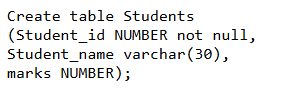 Create table Students
(Student_id NUMBER not null,
Student_name varchar(30),
marks NUMBER);